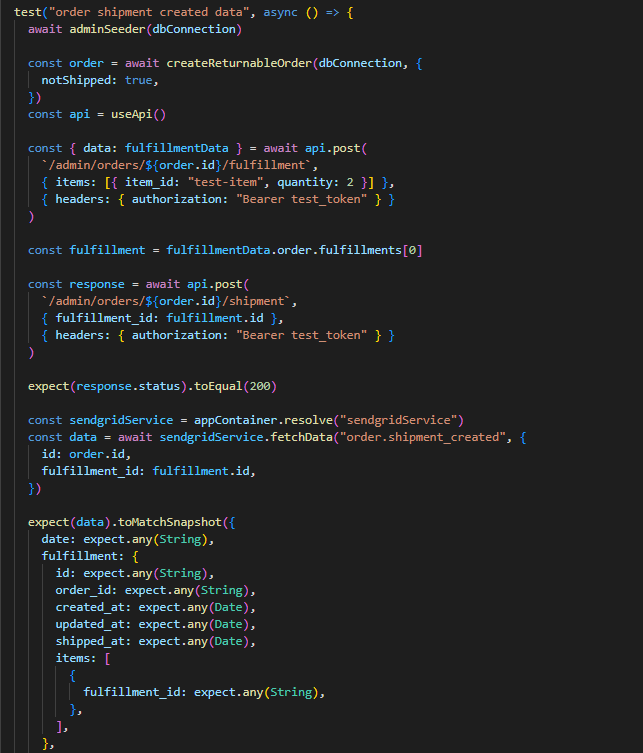 test("order shipment created data", async () => {
  await adminSeeder(dbConnection)

  const order = await createReturnableOrder(dbConnection, {
    notShipped: true,
  })
  const api = useApi()

  const { data: fulfillmentData } = await api.post(
    `/admin/orders/${order.id}/fulfillment`,
    { items: [{ item_id: "test-item", quantity: 2 }] },
    { headers: { authorization: "Bearer test_token" } }
  )

  const fulfillment = fulfillmentData.order.fulfillments[0]

  const response = await api.post(
    `/admin/orders/${order.id}/shipment`,
    { fulfillment_id: fulfillment.id },
    { headers: { authorization: "Bearer test_token" } }
  )

  expect(response.status).toEqual(200)

  const sendgridService = appContainer.resolve("sendgridService")
  const data = await sendgridService.fetchData("order.shipment_created", {
    id: order.id,
    fulfillment_id: fulfillment.id,
  })

  expect(data).toMatchSnapshot({
    date: expect.any(String),
    fulfillment: {
      id: expect.any(String),
      order_id: expect.any(String),
      created_at: expect.any(Date),
      updated_at: expect.any(Date),
      shipped_at: expect.any(Date),
      items: [
        {
          fulfillment_id: expect.any(String),
        },
      ],
    },